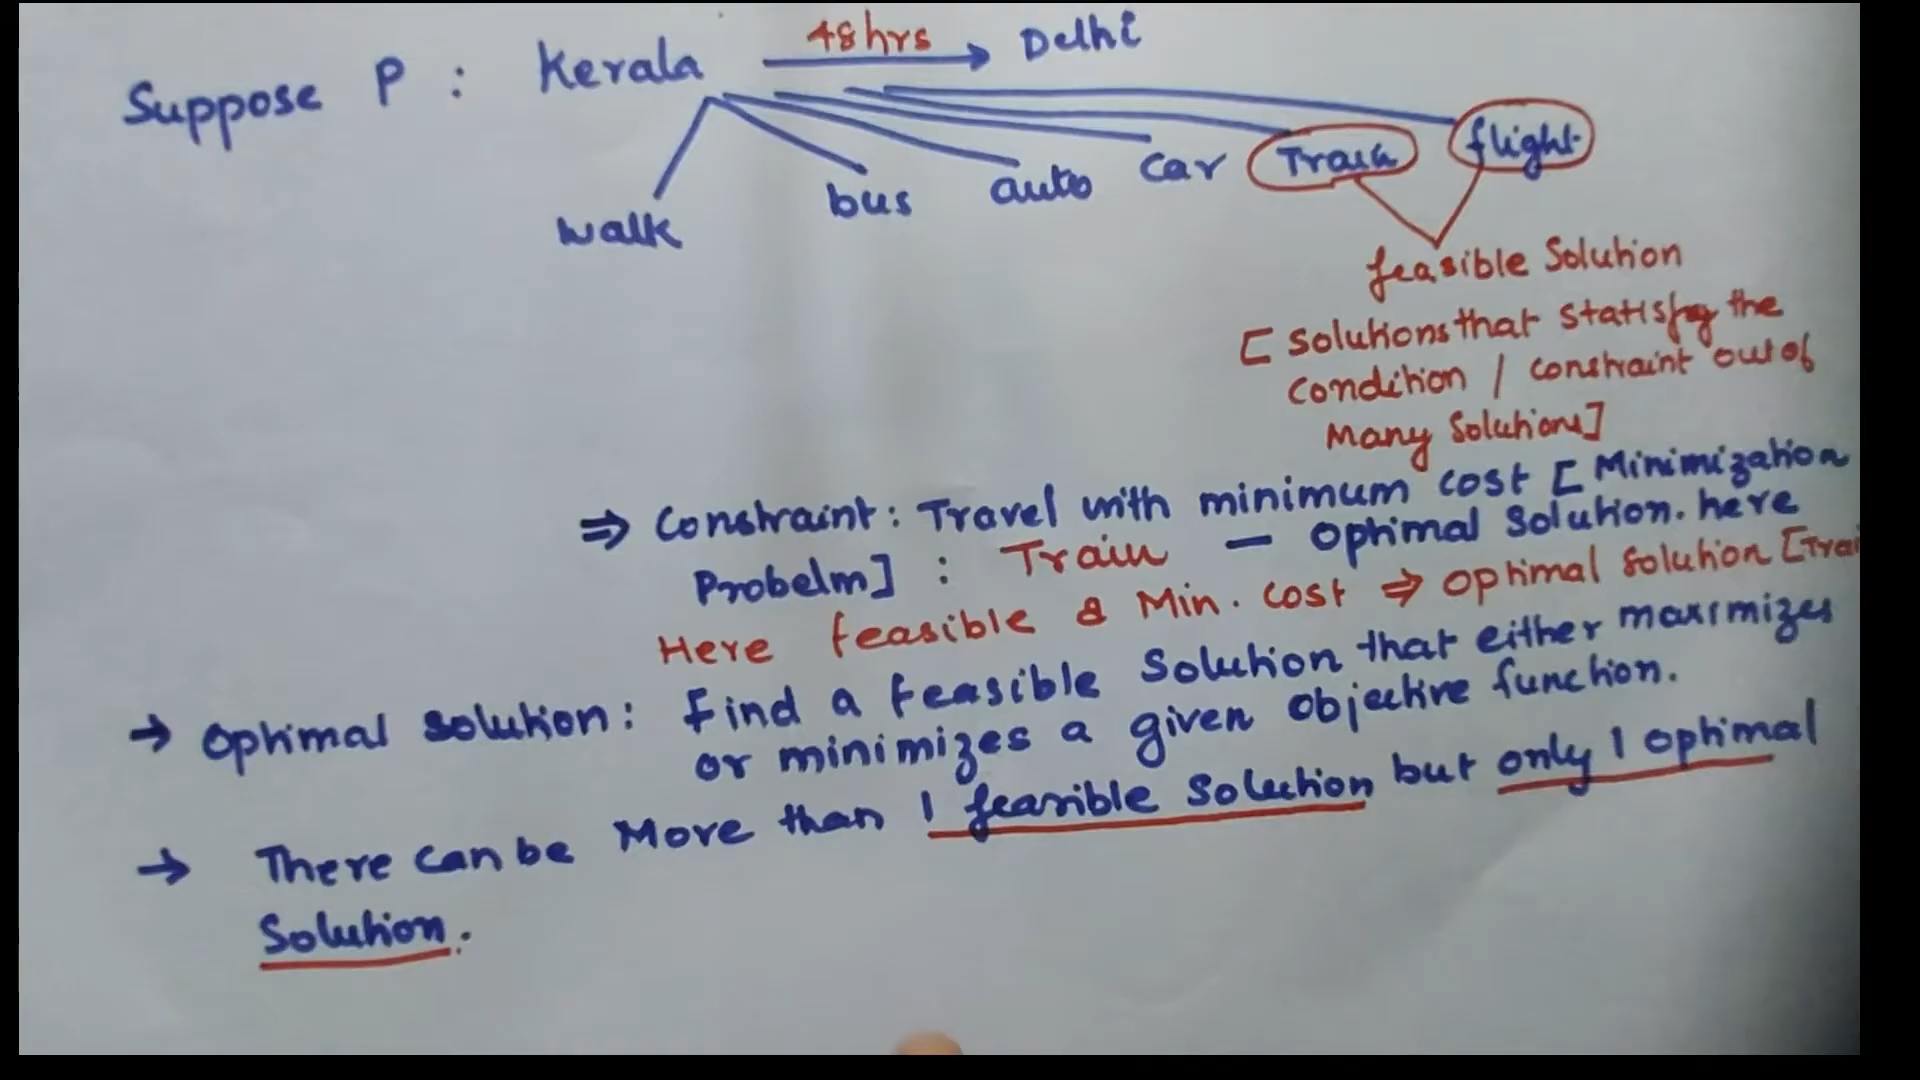 Suppose P : Kerala 48 hrs → Delhi
walk bus auto car Train flight
feasible Solution
[ Solutions that statisfy the
condition / constraint out of
Many Solutions]
⇒ Constraint: Travel with minimum cost [ Minimization
Probelm] : Train — optimal Solution. here
Here feasible & Min. cost ⇒ optimal solution [Trai
→ Optimal solution: Find a feasible Solution that either maximizes
or minimizes a given objective function.
→ There can be More than 1 feasible Solution but only 1 optimal
Solution.